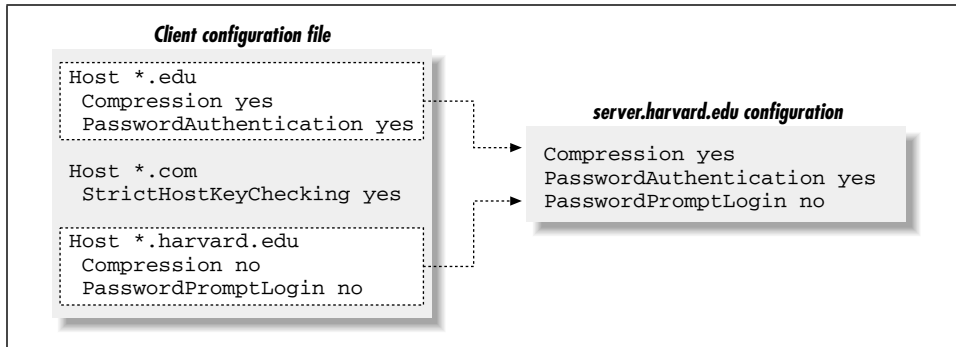 Client configuration file
Host *.edu
Compression yes
PasswordAuthentication yes
Host *.com
StrictHostKeyChecking yes
Host *.harvard.edu
Compression no
PasswordPromptLogin no
server.harvard.edu configuration
Compression yes
PasswordAuthentication yes
PasswordPromptLogin no